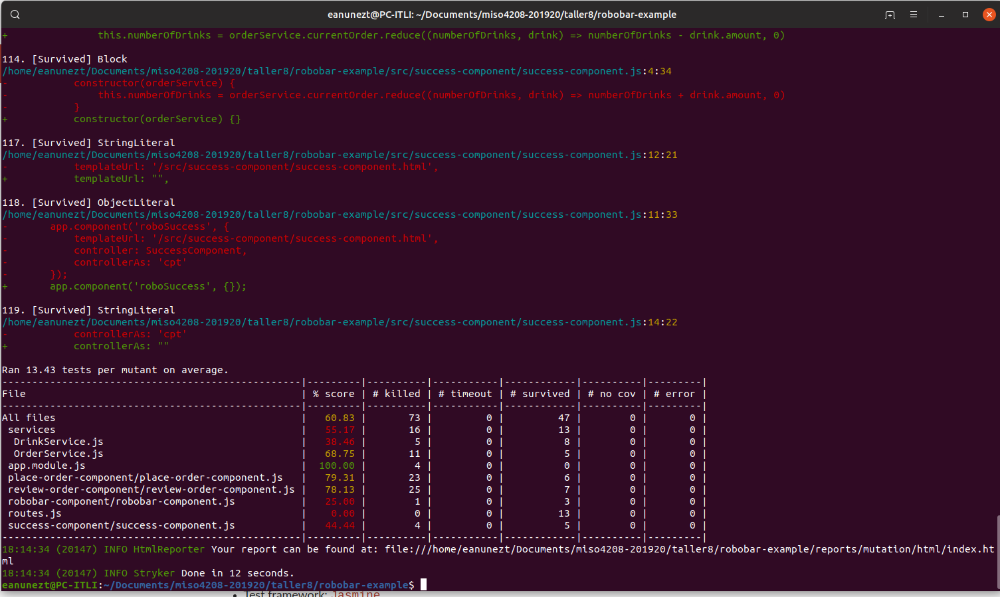 eanunezt@PC-ITLI: ~/Documents/miso4208-201920/taller8/robobar-example
+               this.numberOfDrinks = orderService.currentOrder.reduce((numberOfDrinks, drink) => numberOfDrinks - drink.amount, 0)
114. [Survived] Block
/home/eanunezt/Documents/miso4208-201920/taller8/robobar-example/src/success-component/success-component.js:4:34
-           constructor(orderService) {
-               this.numberOfDrinks = orderService.currentOrder.reduce((numberOfDrinks, drink) => numberOfDrinks + drink.amount, 0)
-           }
+           constructor(orderService) {}
117. [Survived] StringLiteral
/home/eanunezt/Documents/miso4208-201920/taller8/robobar-example/src/success-component/success-component.js:12:21
-           templateUrl: '/src/success-component/success-component.html',
+           templateUrl: "",
118. [Survived] ObjectLiteral
/home/eanunezt/Documents/miso4208-201920/taller8/robobar-example/src/success-component/success-component.js:11:33
-       app.component('roboSuccess', {
-           templateUrl: '/src/success-component/success-component.html',
-           controller: SuccessComponent,
-           controllerAs: 'cpt'
-       });
+       app.component('roboSuccess', {});
119. [Survived] StringLiteral
/home/eanunezt/Documents/miso4208-201920/taller8/robobar-example/src/success-component/success-component.js:14:22
-           controllerAs: 'cpt'
+           controllerAs: ""
Ran 13.43 tests per mutant on average.
--------------------------------------------------|---------|----------|-----------|------------|----------|---------|
File                                              | % score | # killed | # timeout | # survived | # no cov | # error |
--------------------------------------------------|---------|----------|-----------|------------|----------|---------|
All files                                         |   60.83 |       73 |         0 |         47 |        0 |       0 |
 services                                         |   55.17 |       16 |         0 |         13 |        0 |       0 |
  DrinkService.js                                 |   38.46 |        5 |         0 |          8 |        0 |       0 |
  OrderService.js                                 |   68.75 |       11 |         0 |          5 |        0 |       0 |
 app.module.js                                    |  100.00 |        4 |         0 |          0 |        0 |       0 |
 place-order-component/place-order-component.js   |   79.31 |       23 |         0 |          6 |        0 |       0 |
 review-order-component/review-order-component.js |   78.13 |       25 |         0 |          7 |        0 |       0 |
 robobar-component/robobar-component.js           |   25.00 |        1 |         0 |          3 |        0 |       0 |
 routes.js                                        |    0.00 |        0 |         0 |         13 |        0 |       0 |
 success-component/success-component.js           |   44.44 |        4 |         0 |          5 |        0 |       0 |
--------------------------------------------------|---------|----------|-----------|------------|----------|---------|
18:14:34 (20147) INFO HtmlReporter Your report can be found at: file:///home/eanunezt/Documents/miso4208-201920/taller8/robobar-example/reports/mutation/html/index.ht
ml
18:14:34 (20147) INFO Stryker Done in 12 seconds.
eanunezt@PC-ITLI:~/Documents/miso4208-201920/taller8/robobar-example$
• Test framework: Jasmine